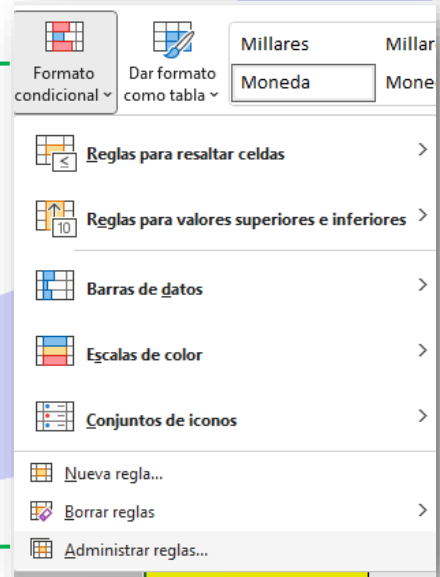 Formato
condicional
Dar formato
como tabla
Millares
Millar
Moneda
Mone
≤
Reglas para resaltar celdas
10
Reglas para valores superiores e inferiores
Barras de datos
Escalas de color
Conjuntos de iconos
Nueva regla...
Borrar reglas
Administrar reglas...